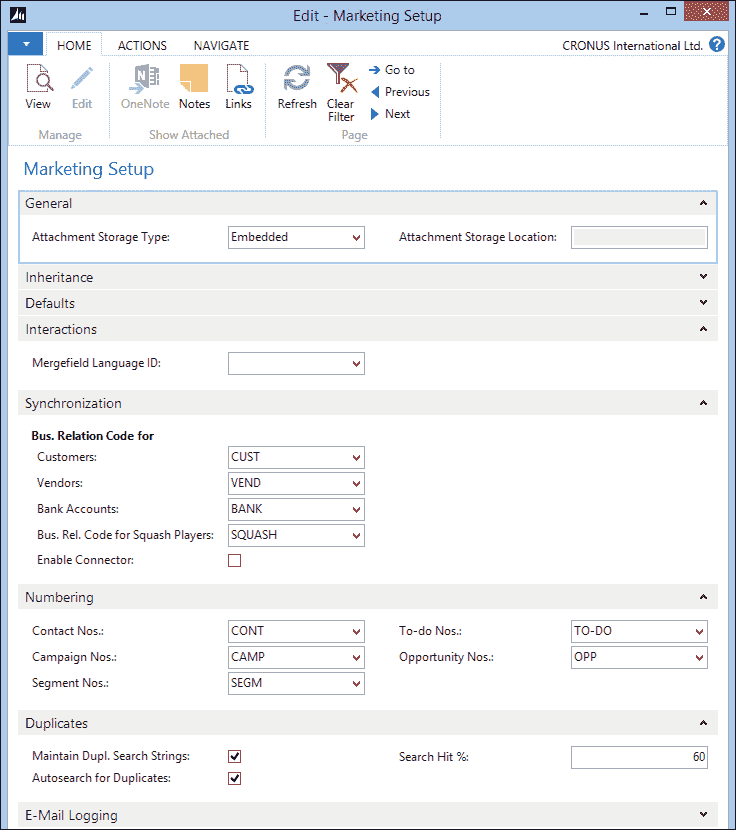 Edit - Marketing Setup
HOME ACTIONS NAVIGATE CRONUS International Ltd. ?
View Edit OneNote Notes Links Refresh Clear Filter Go to
Previous
Next
Manage Show Attached Page
Marketing Setup
General
Attachment Storage Type: Embedded Attachment Storage Location:
Inheritance
Defaults
Interactions
Mergefield Language ID:
Synchronization
Bus. Relation Code for
Customers: CUST
Vendors: VEND
Bank Accounts: BANK
Bus. Rel. Code for Squash Players: SQUASH
Enable Connector:
Numbering
Contact Nos.: CONT To-do Nos.: TO-DO
Campaign Nos.: CAMP Opportunity Nos.: OPP
Segment Nos.: SEGM
Duplicates
Maintain Dupl. Search Strings: Search Hit %: 60
Autosearch for Duplicates:
E-Mail Logging